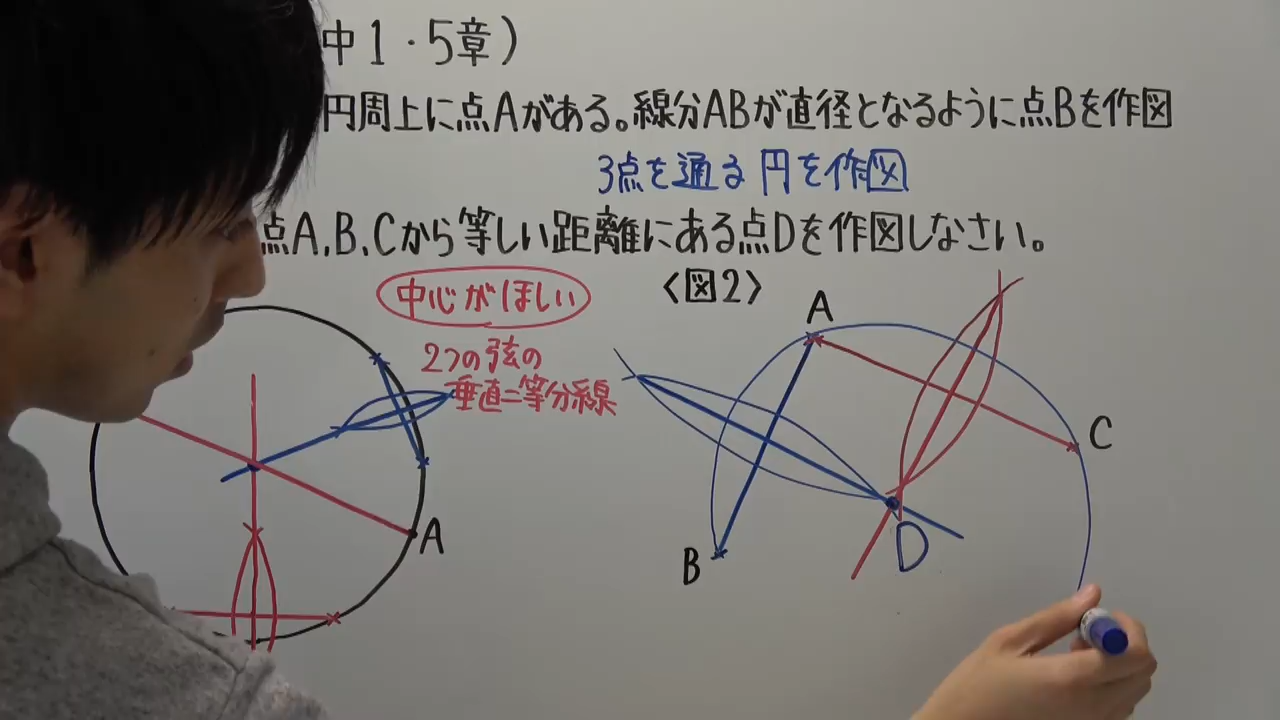 中1・5章)
円周上に点Aがある。線分ABが直径となるように点Bを作図
3点を通る円を作図
点A,B,Cから等しい距離にある点Dを作図しなさい。
中心がほしい
〈図2〉
2つの弦の
垂直二等分線
A
A
B
C
D